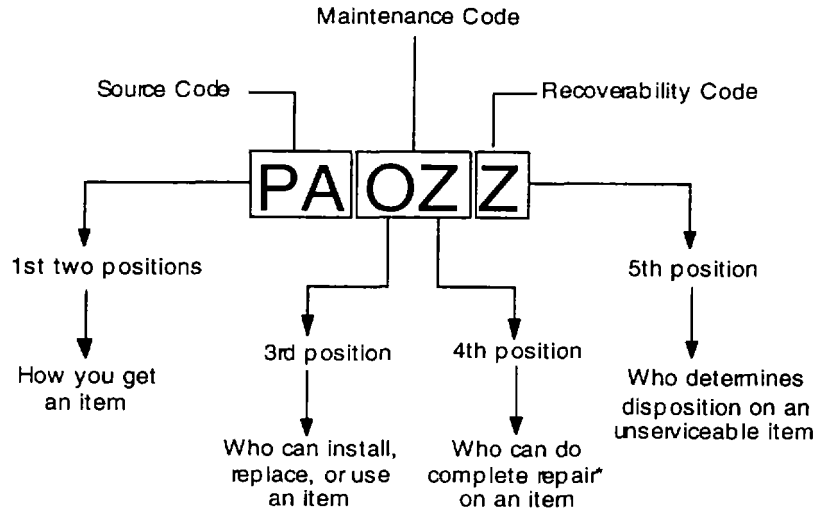 Maintenance Code
Source Code
Recoverability Code
PA OZ Z
1st two positions
5th position
3rd position
4th position
How you get
an item
Who determines
disposition on an
unserviceable item
Who can install,
replace, or use
an item
Who can do
complete repair*
on an item